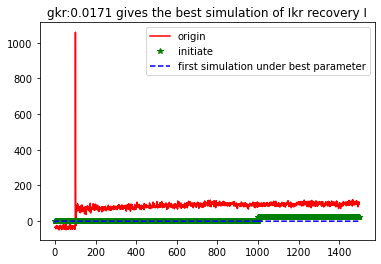 gkr:0.0171 gives the best simulation of Ikr recovery I
origin
initiate
first simulation under best parameter
1000
800
600
400
200
0
0 200 400 600 800 1000 1200 1400